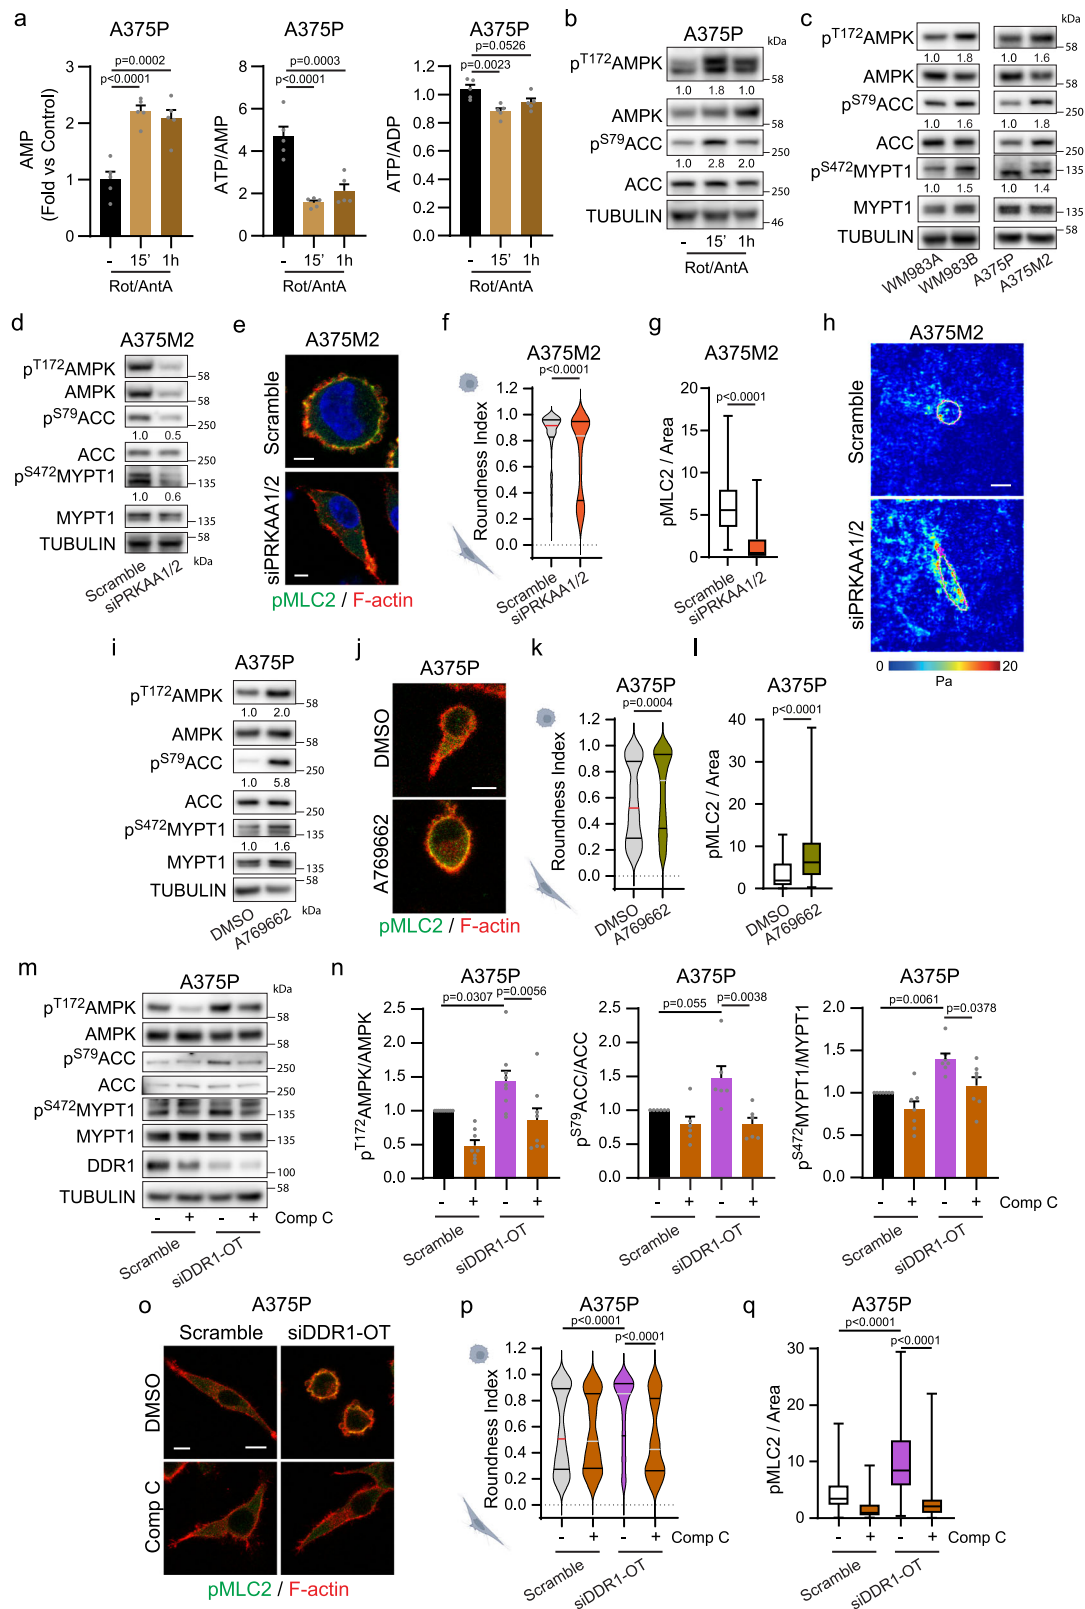 a
A375P
AMP
(Fold vs Control)
p=0.0002
p<0.0001
3
2
1
0
- 15' 1h
Rot/AntA
A375P
ATP/AMP
p=0.0003
p<0.0001
8
6
4
2
0
- 15' 1h
Rot/AntA
A375P
ATP/ADP
p=0.0526
p=0.0023
1.2
1.0
0.8
0.6
0.4
0.2
0.0
- 15' 1h
Rot/AntA
b
A375P
kDa
pT172AMPK
58
1.0 1.8 1.0
AMPK
58
pS79ACC
250
1.0 2.8 2.0
ACC
250
TUBULIN
46
- 15' 1h
Rot/AntA
c
kDa
pT172AMPK
58
1.0 1.8 1.0 1.6
AMPK
58
pS79ACC
250
1.0 1.6 1.0 1.8
ACC
250
pS472MYPT1
135
1.0 1.5 1.0 1.4
MYPT1
135
TUBULIN
58
WM983A WM983B A375P A375M2
d
A375M2
pT172AMPK
58
AMPK
58
pS79ACC
250
1.0 0.5
ACC
250
pS472MYPT1
135
1.0 0.6
MYPT1
135
TUBULIN
58
kDa
Scramble
siPRKAA1/2
e
A375M2
Scramble
siPRKAA1/2
pMLC2 / F-actin
f
A375M2
p<0.0001
Roundness Index
1.2
1.0
0.8
0.6
0.4
0.2
0.0
Scramble
siPRKAA1/2
g
A375M2
p<0.0001
pMLC2 / Area
20
15
10
5
0
Scramble
siPRKAA1/2
h
A375M2
Scramble
siPRKAA1/2
0 20
Pa
i
A375P
pT172AMPK
58
1.0 2.0
AMPK
58
pS79ACC
250
1.0 5.8
ACC
250
pS472MYPT1
135
1.0 1.6
MYPT1
135
TUBULIN
58
kDa
DMSO
A769662
j
A375P
DMSO
A769662
pMLC2 / F-actin
k
A375P
p=0.0004
Roundness Index
1.2
1.0
0.8
0.6
0.4
0.2
0.0
DMSO
A769662
l
A375P
p<0.0001
pMLC2 / Area
40
30
20
10
0
DMSO
A769662
m
A375P
kDa
pT172AMPK
58
AMPK
58
pS79ACC
250
ACC
250
pS472MYPT1
135
MYPT1
135
DDR1
100
TUBULIN
58
- + - + Comp C
Scramble
siDDR1-OT
n
A375P
p=0.0307
p=0.0056
pT172AMPK/AMPK
2.5
2.0
1.5
1.0
0.5
0.0
- + - +
Scramble
siDDR1-OT
A375P
p=0.055
p=0.0038
pS79ACC/ACC
2.5
2.0
1.5
1.0
0.5
0.0
- + - +
Scramble
siDDR1-OT
A375P
p=0.0061
p=0.0378
pS472MYPT1/MYPT1
2.0
1.5
1.0
0.5
0.0
- + - + Comp C
Scramble
siDDR1-OT
o
A375P
Scramble siDDR1-OT
DMSO
Comp C
pMLC2 / F-actin
p
A375P
p<0.0001
p<0.0001
Roundness Index
1.2
1.0
0.8
0.6
0.4
0.2
0.0
- + - + Comp C
Scramble
siDDR1-OT
q
A375P
p<0.0001
p<0.0001
pMLC2 / Area
30
20
10
0
- + - + Comp C
Scramble
siDDR1-OT